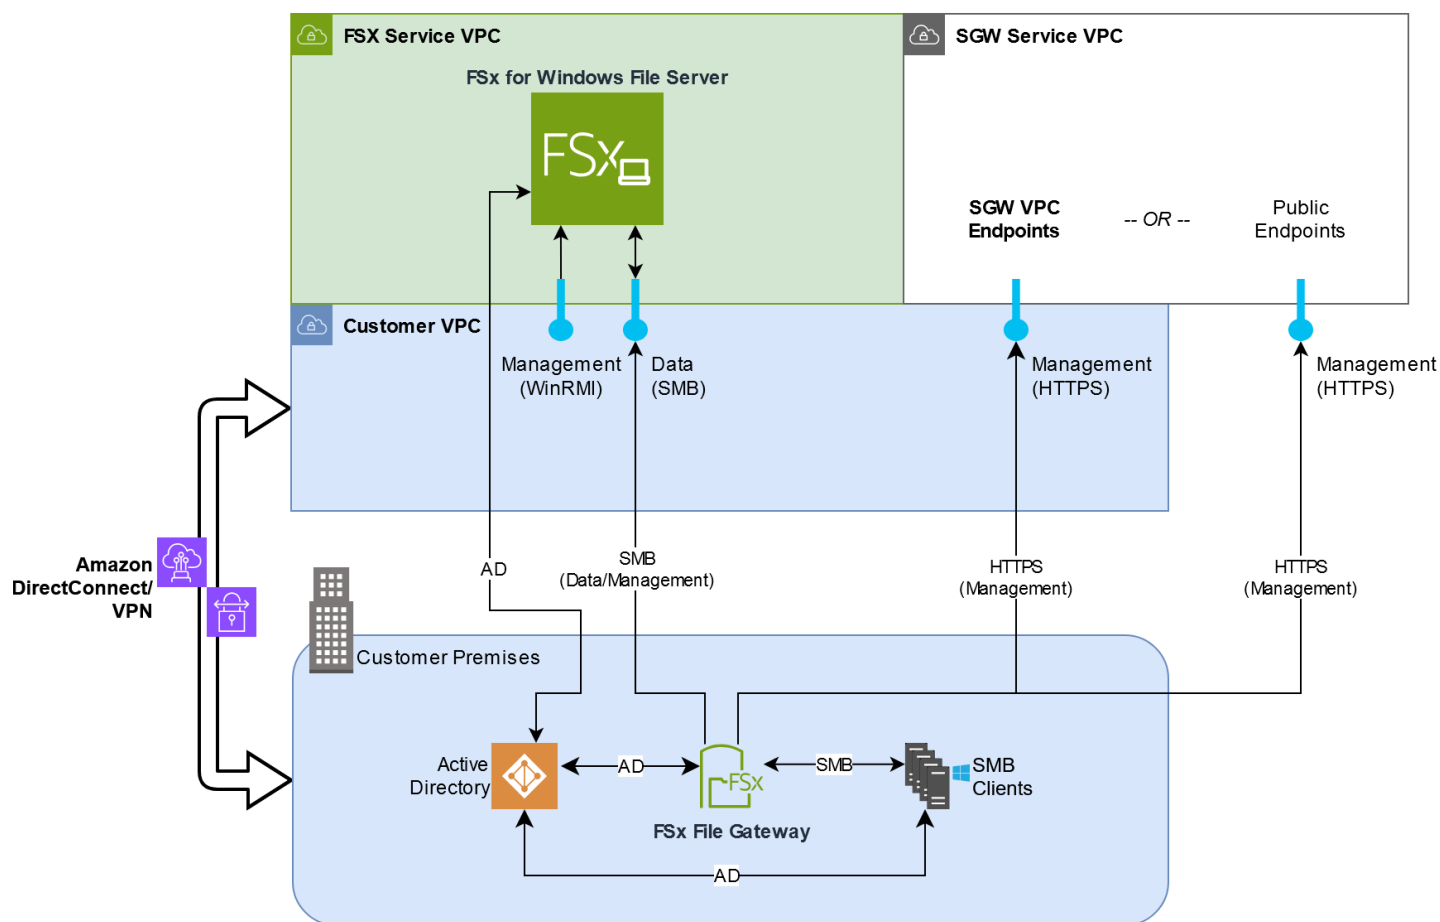 FSX Service VPC
SGW Service VPC
FSx for Windows File Server
FSx
SGW VPC
Endpoints
-- OR --
Public
Endpoints
Customer VPC
Management
(WinRMI)
Data
(SMB)
Management
(HTTPS)
Management
(HTTPS)
Amazon
DirectConnect/
VPN
AD
SMB
(Data/Management)
HTTPS
(Management)
HTTPS
(Management)
Customer Premises
Active
Directory
AD
FSx
SMB
SMB
Clients
FSx File Gateway
AD